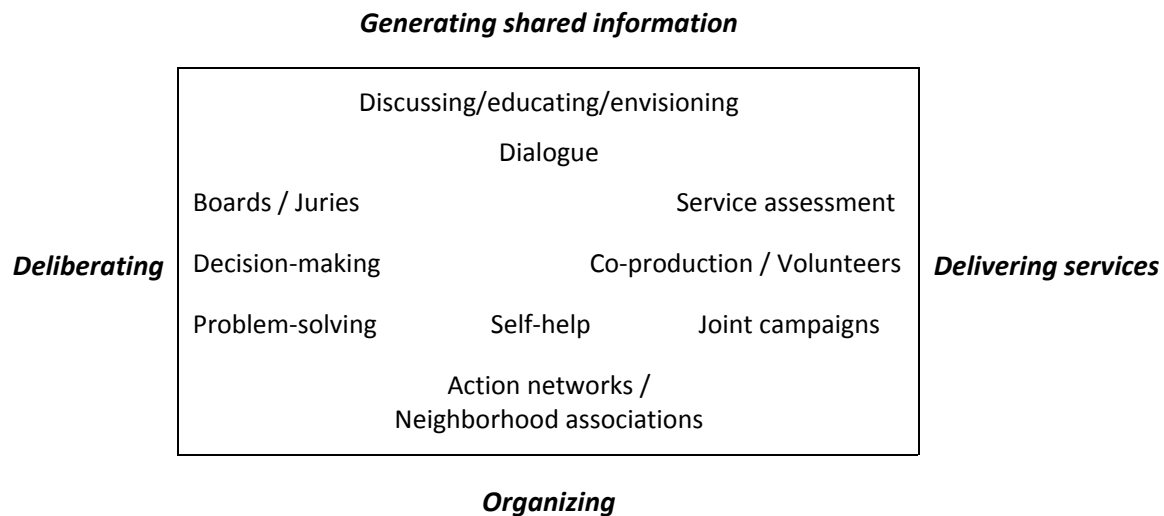 Generating shared information
Discussing/educating/envisioning
Dialogue
Boards / Juries Service assessment
Deliberating Decision-making Co-production / Volunteers Delivering services
Problem-solving Self-help Joint campaigns
Action networks /
Neighborhood associations
Organizing